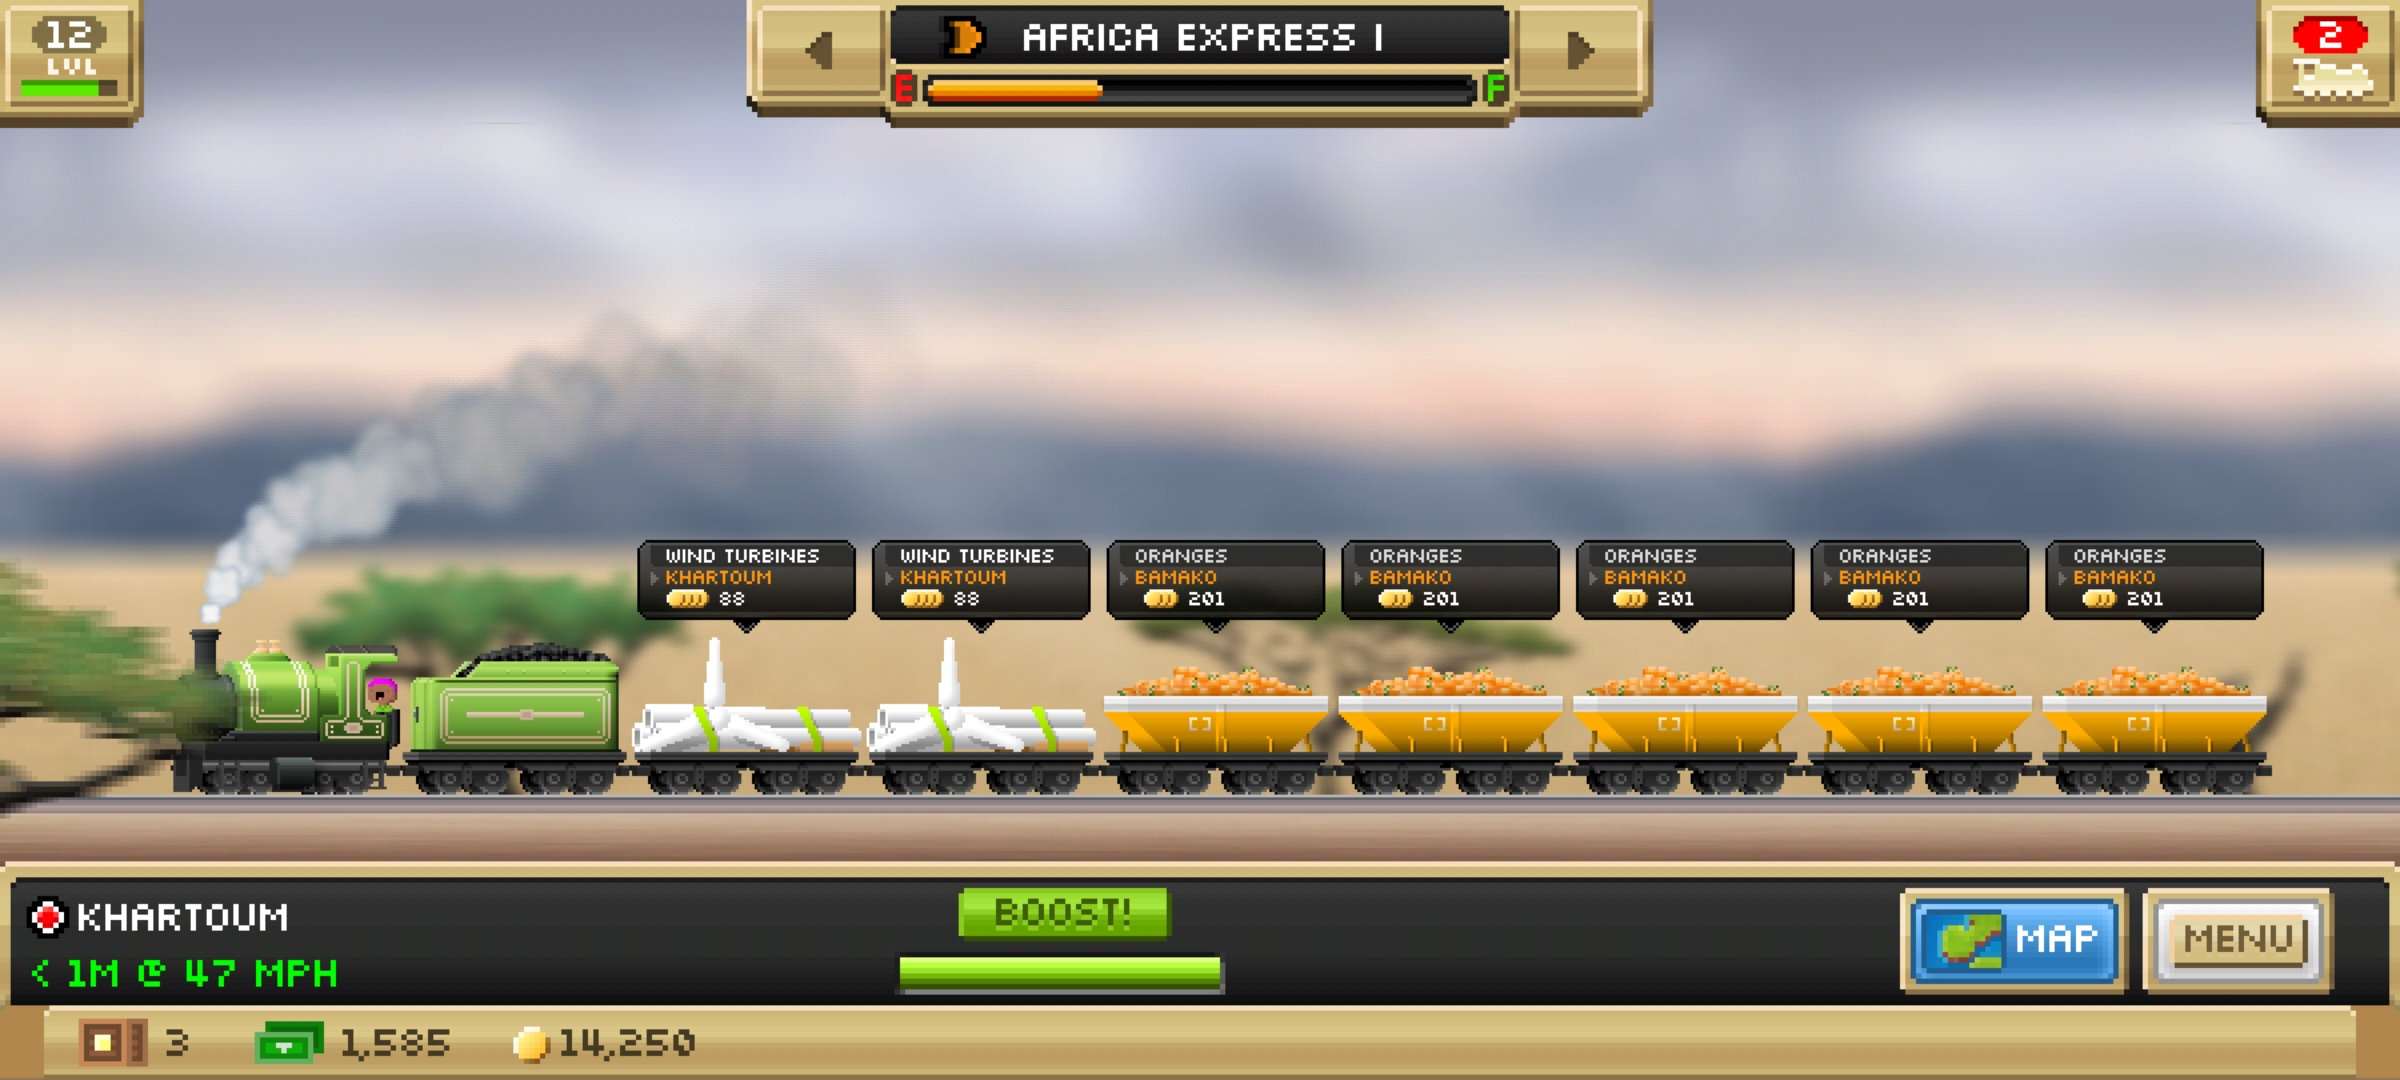 12
LVL
AFRICA EXPRESS I
E
F
2
WIND TURBINES
KHARTOUM
88
WIND TURBINES
KHARTOUM
88
ORANGES
BAMAKO
201
ORANGES
BAMAKO
201
ORANGES
BAMAKO
201
ORANGES
BAMAKO
201
ORANGES
BAMAKO
201
KHARTOUM
< 1M @ 47 MPH
BOOST!
MAP
MENU
3
1,585
14,250